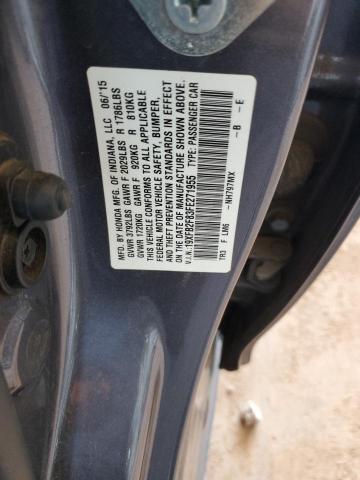 MFD. BY HONDA MFG. OF INDIANA, LLC 06/15
GVWR 3792LBS GAWR F 2029LBS R 1786LBS
GVWR 1720KG GAWR F 920KG R 810KG
THIS VEHICLE CONFORMS TO ALL APPLICABLE
FEDERAL MOTOR VEHICLE SAFETY, BUMPER,
AND THEFT PREVENTION STANDARDS IN EFFECT
ON THE DATE OF MANUFACTURE SHOWN ABOVE.
V.I.N.: 19XFB2F83FE271955 TYPE: PASSENGER CAR
TR3 F LM6 -NH797MX -B -E